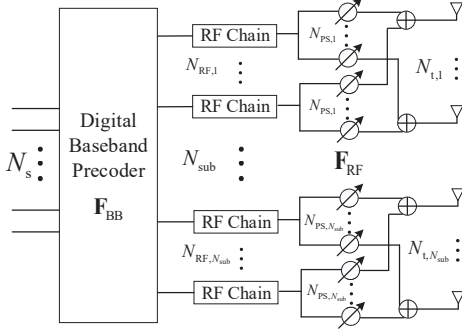 RF Chain
N_RF,1
N_PS,1
RF Chain
N_PS,1
N_t,1
N_s
Digital
Baseband
Precoder
F_BB
N_sub
F_RF
RF Chain
N_PS,N_sub
N_RF,N_sub
N_t,N_sub
RF Chain
N_PS,N_sub